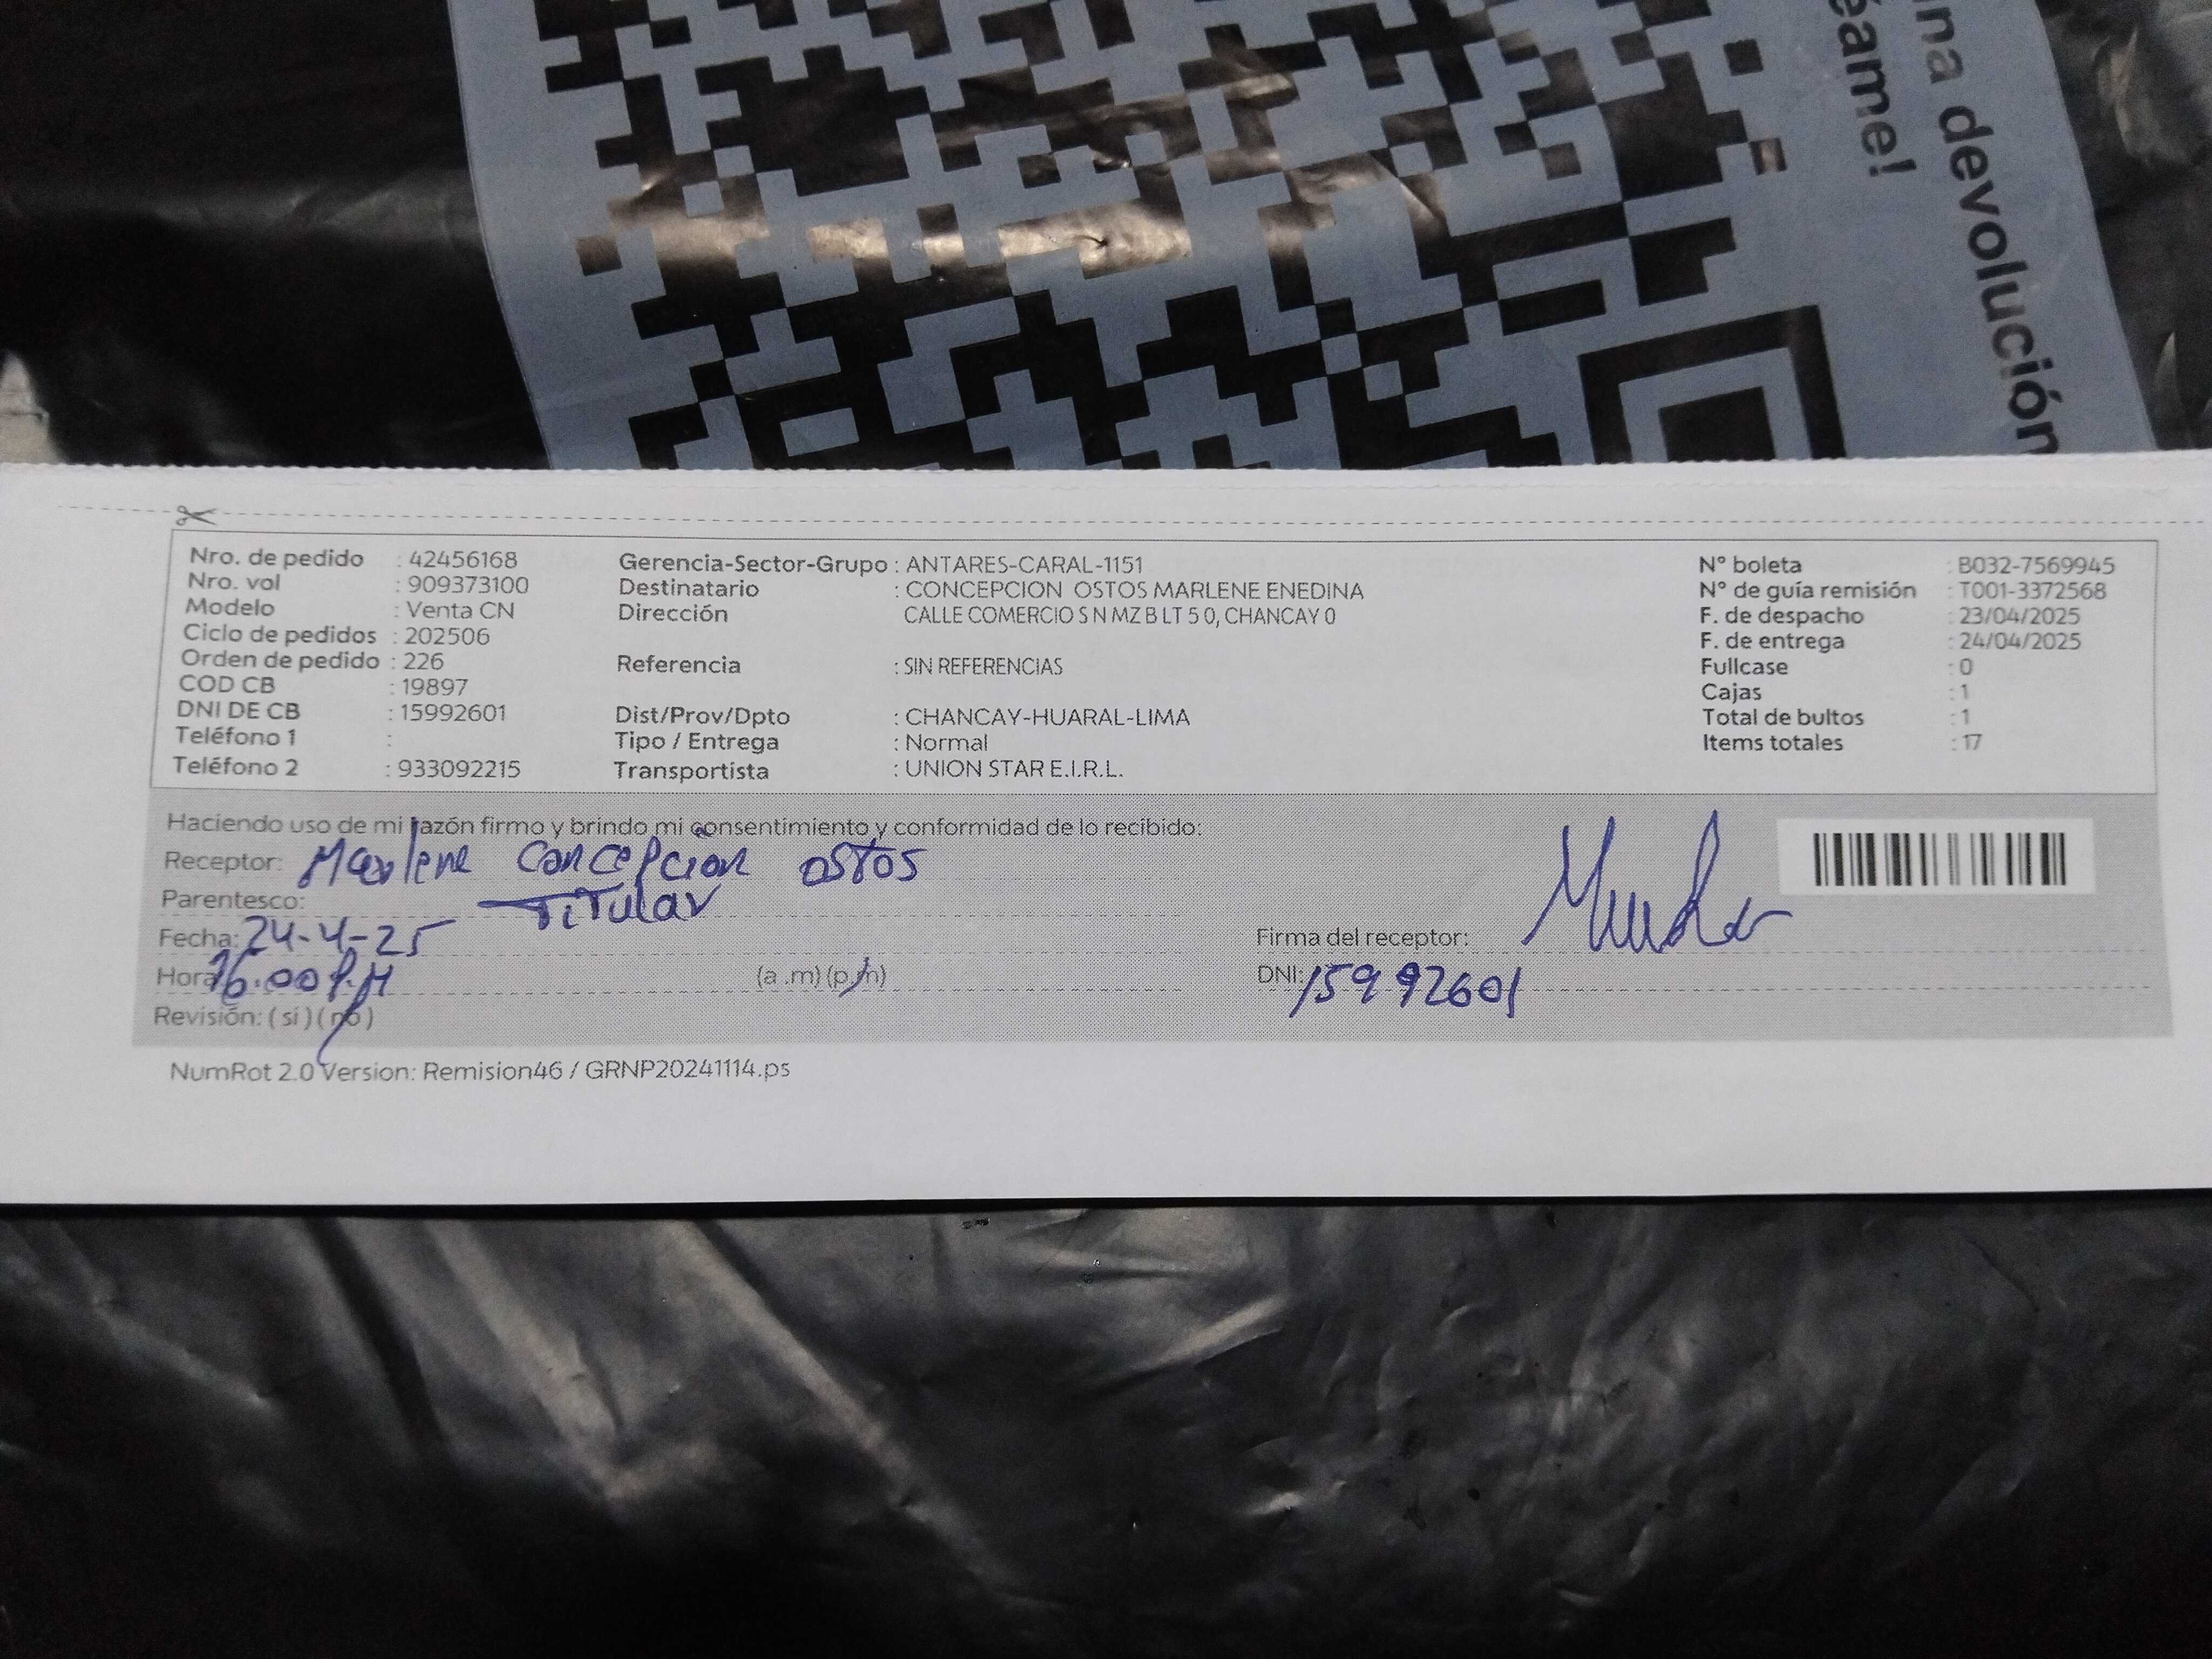 una devolución
éame!
Nro. de pedido : 42456168
Nro. vol : 909373100
Modelo : Venta CN
Ciclo de pedidos : 202506
Orden de pedido : 226
COD CB : 19897
DNI DE CB : 15992601
Teléfono 1 :
Teléfono 2 : 933092215
Gerencia-Sector-Grupo : ANTARES-CARAL-1151
Destinatario : CONCEPCION OSTOS MARLENE ENEDINA
Dirección CALLE COMERCIO S N MZ B LT 5 0, CHANCAY 0
Referencia : SIN REFERENCIAS
Dist/Prov/Dpto : CHANCAY-HUARAL-LIMA
Tipo / Entrega : Normal
Transportista : UNION STAR E.I.R.L.
N° boleta : B032-7569945
N° de guía remisión : T001-3372568
F. de despacho : 23/04/2025
F. de entrega : 24/04/2025
Fullcase : 0
Cajas : 1
Total de bultos : 1
Items totales : 17
Haciendo uso de mi razón firmo y brindo mi consentimiento y conformidad de lo recibido:
Receptor: Marlene Concepcion Ostos
Parentesco: Titular
Fecha: 24-4-25
Hora 16.00 P.M (a .m) (p.m)
Revisión: ( si ) ( no )
Firma del receptor:
DNI: 15992601
NumRot 2.0 Version: Remision46 / GRNP20241114.ps